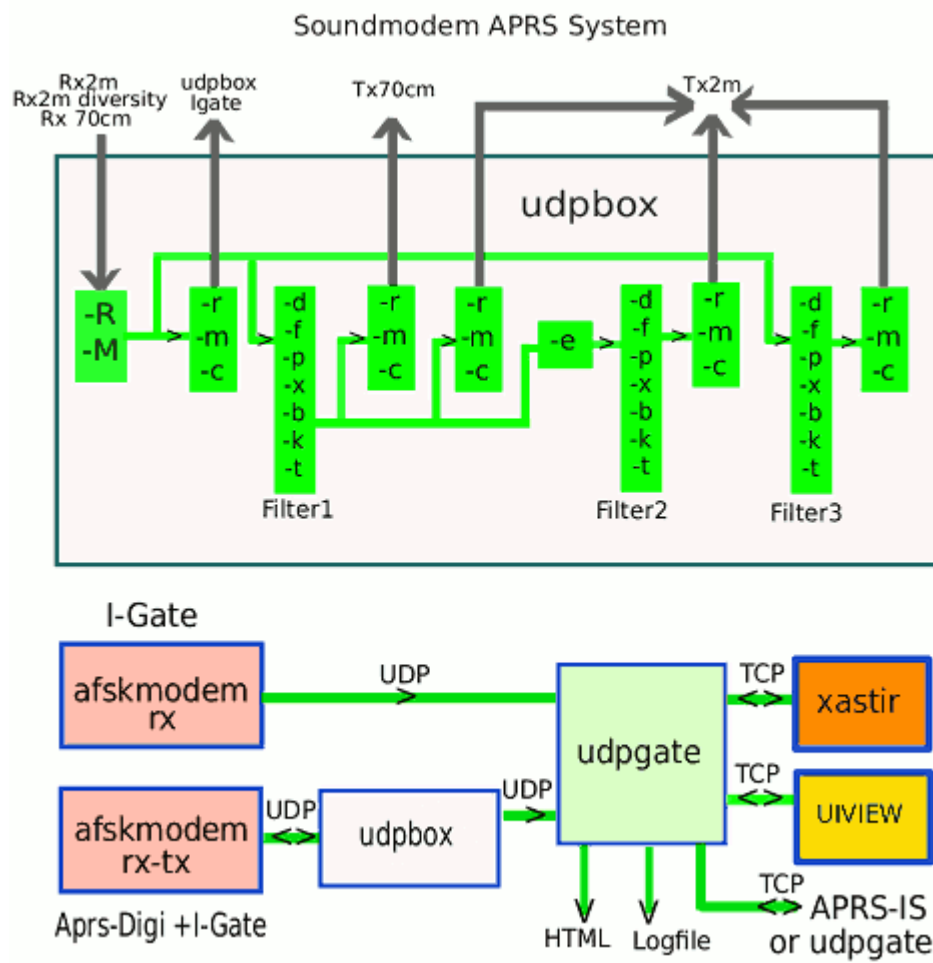 Soundmodem APRS System
Rx2m
Rx2m diversity
Rx 70cm
udpbox
Igate
Tx70cm
Tx2m
udpbox
-R
-M
-r
-m
-c
-d
-f
-p
-x
-b
-k
-t
Filter1
-r
-m
-c
-r
-m
-c
-e
-d
-f
-p
-x
-b
-k
-t
Filter2
-r
-m
-c
-d
-f
-p
-x
-b
-k
-t
Filter3
-r
-m
-c
I-Gate
afskmodem
rx
UDP
udpgate
TCP
xastir
afskmodem
rx-tx
UDP
udpbox
UDP
TCP
UIVIEW
Aprs-Digi +I-Gate
HTML
Logfile
TCP
APRS-IS
or udpgate